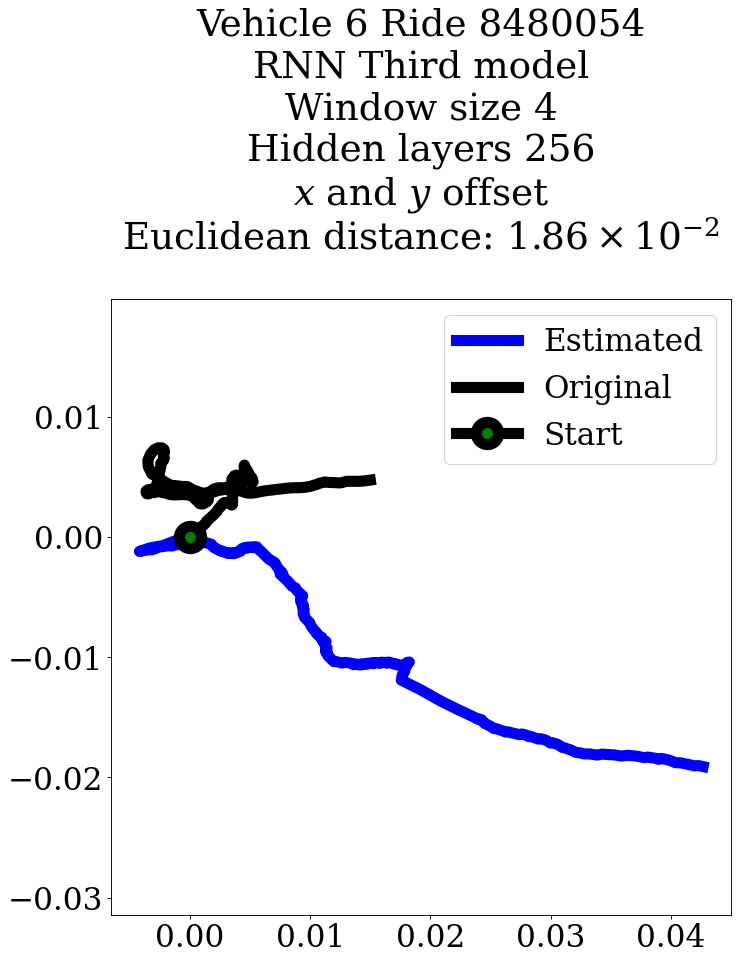 Vehicle 6 Ride 8480054
RNN Third model
Window size 4
Hidden layers 256
x and y offset
Euclidean distance: 1.86 × 10⁻²
Estimated
Original
Start
0.01
0.00
−0.01
−0.02
−0.03
0.00 0.01 0.02 0.03 0.04